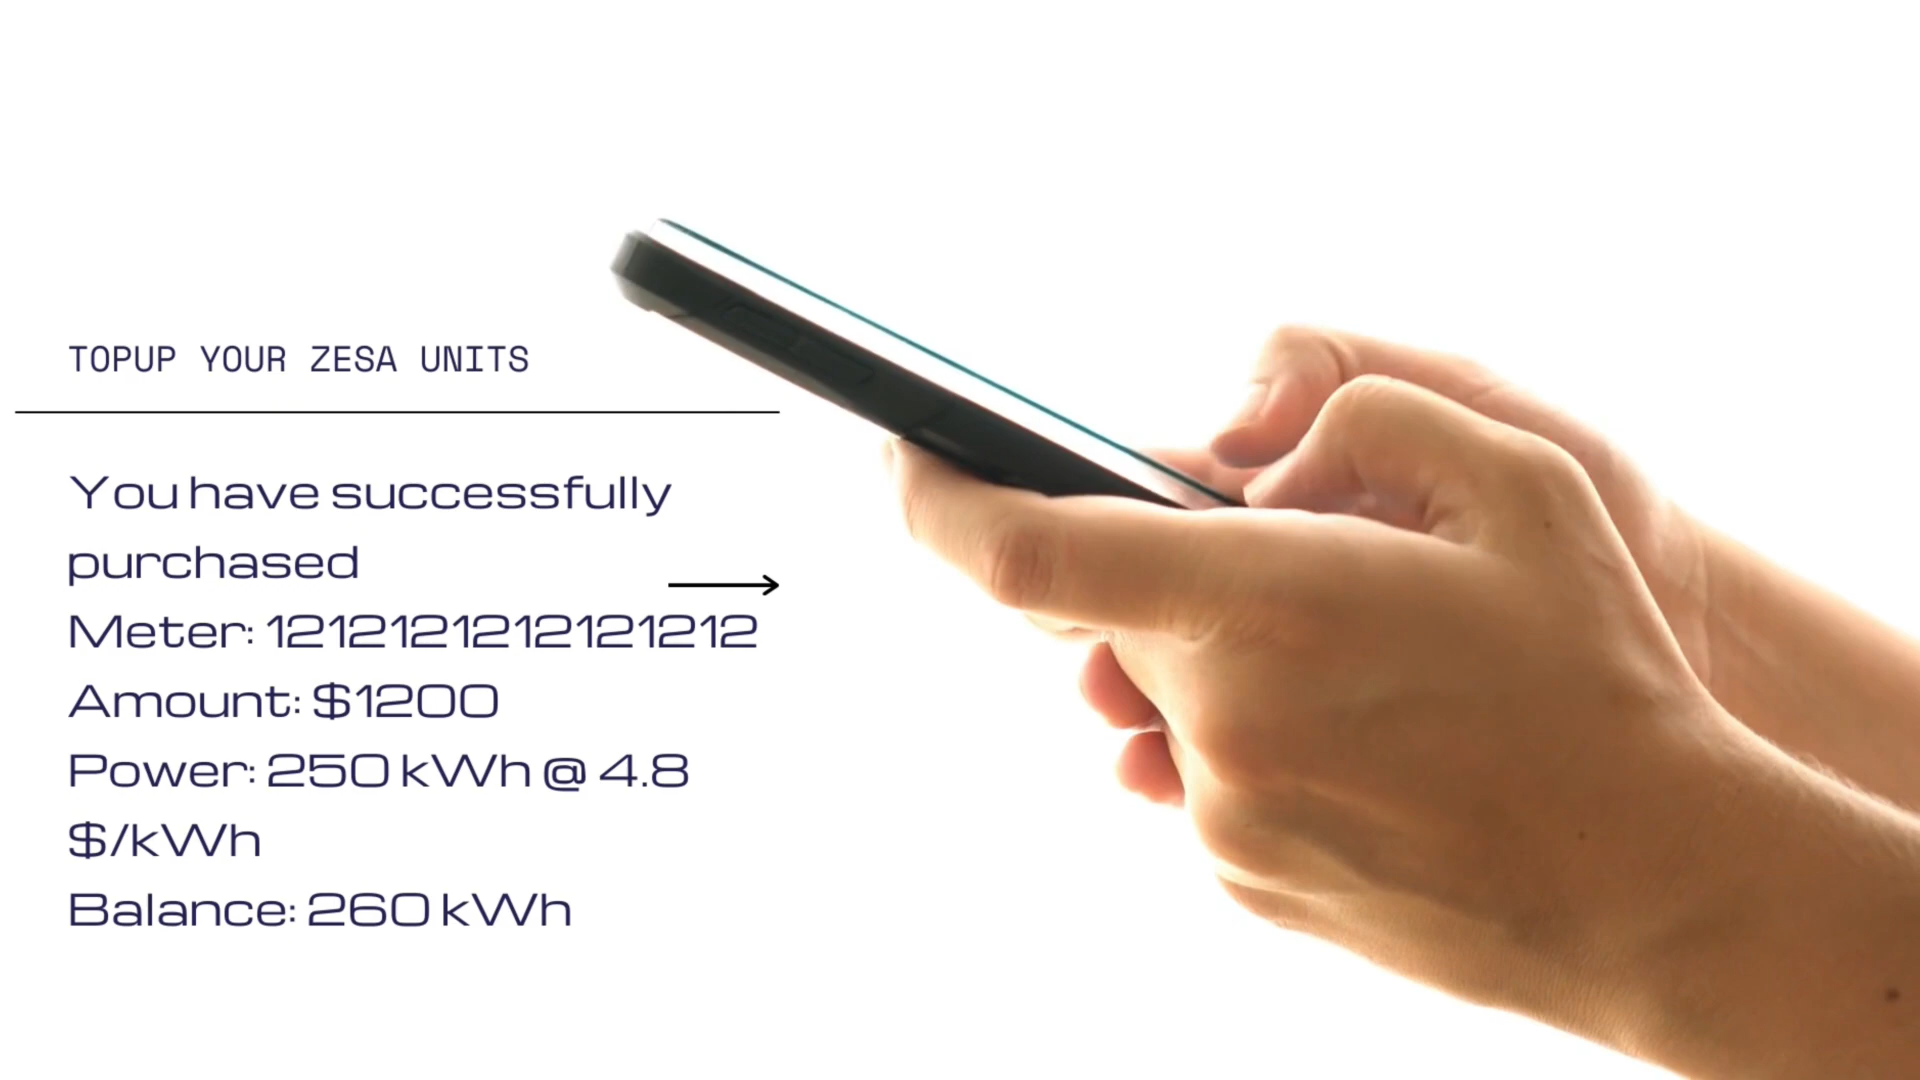 TOPUP YOUR ZESA UNITS
You have successfully
purchased
Meter: 1212121212121212
Amount: $1200
Power: 250 kWh @ 4.8
$/kWh
Balance: 260 kWh